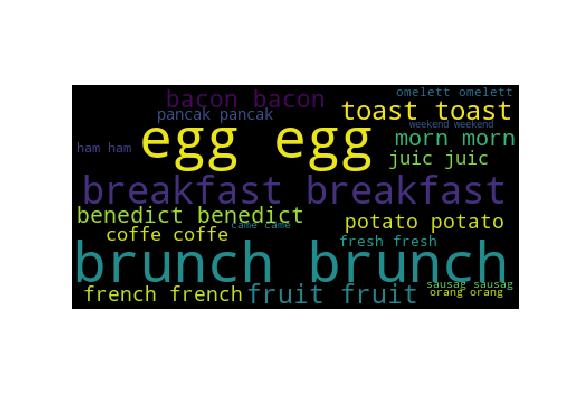 bacon bacon
omelett omelett
pancak pancak
toast toast
weekend weekend
egg egg
morn morn
ham ham
juic juic
breakfast breakfast
benedict benedict
came came
potato potato
coffe coffe
fresh fresh
brunch brunch
sausag sausag
french french
fruit fruit
orang orang